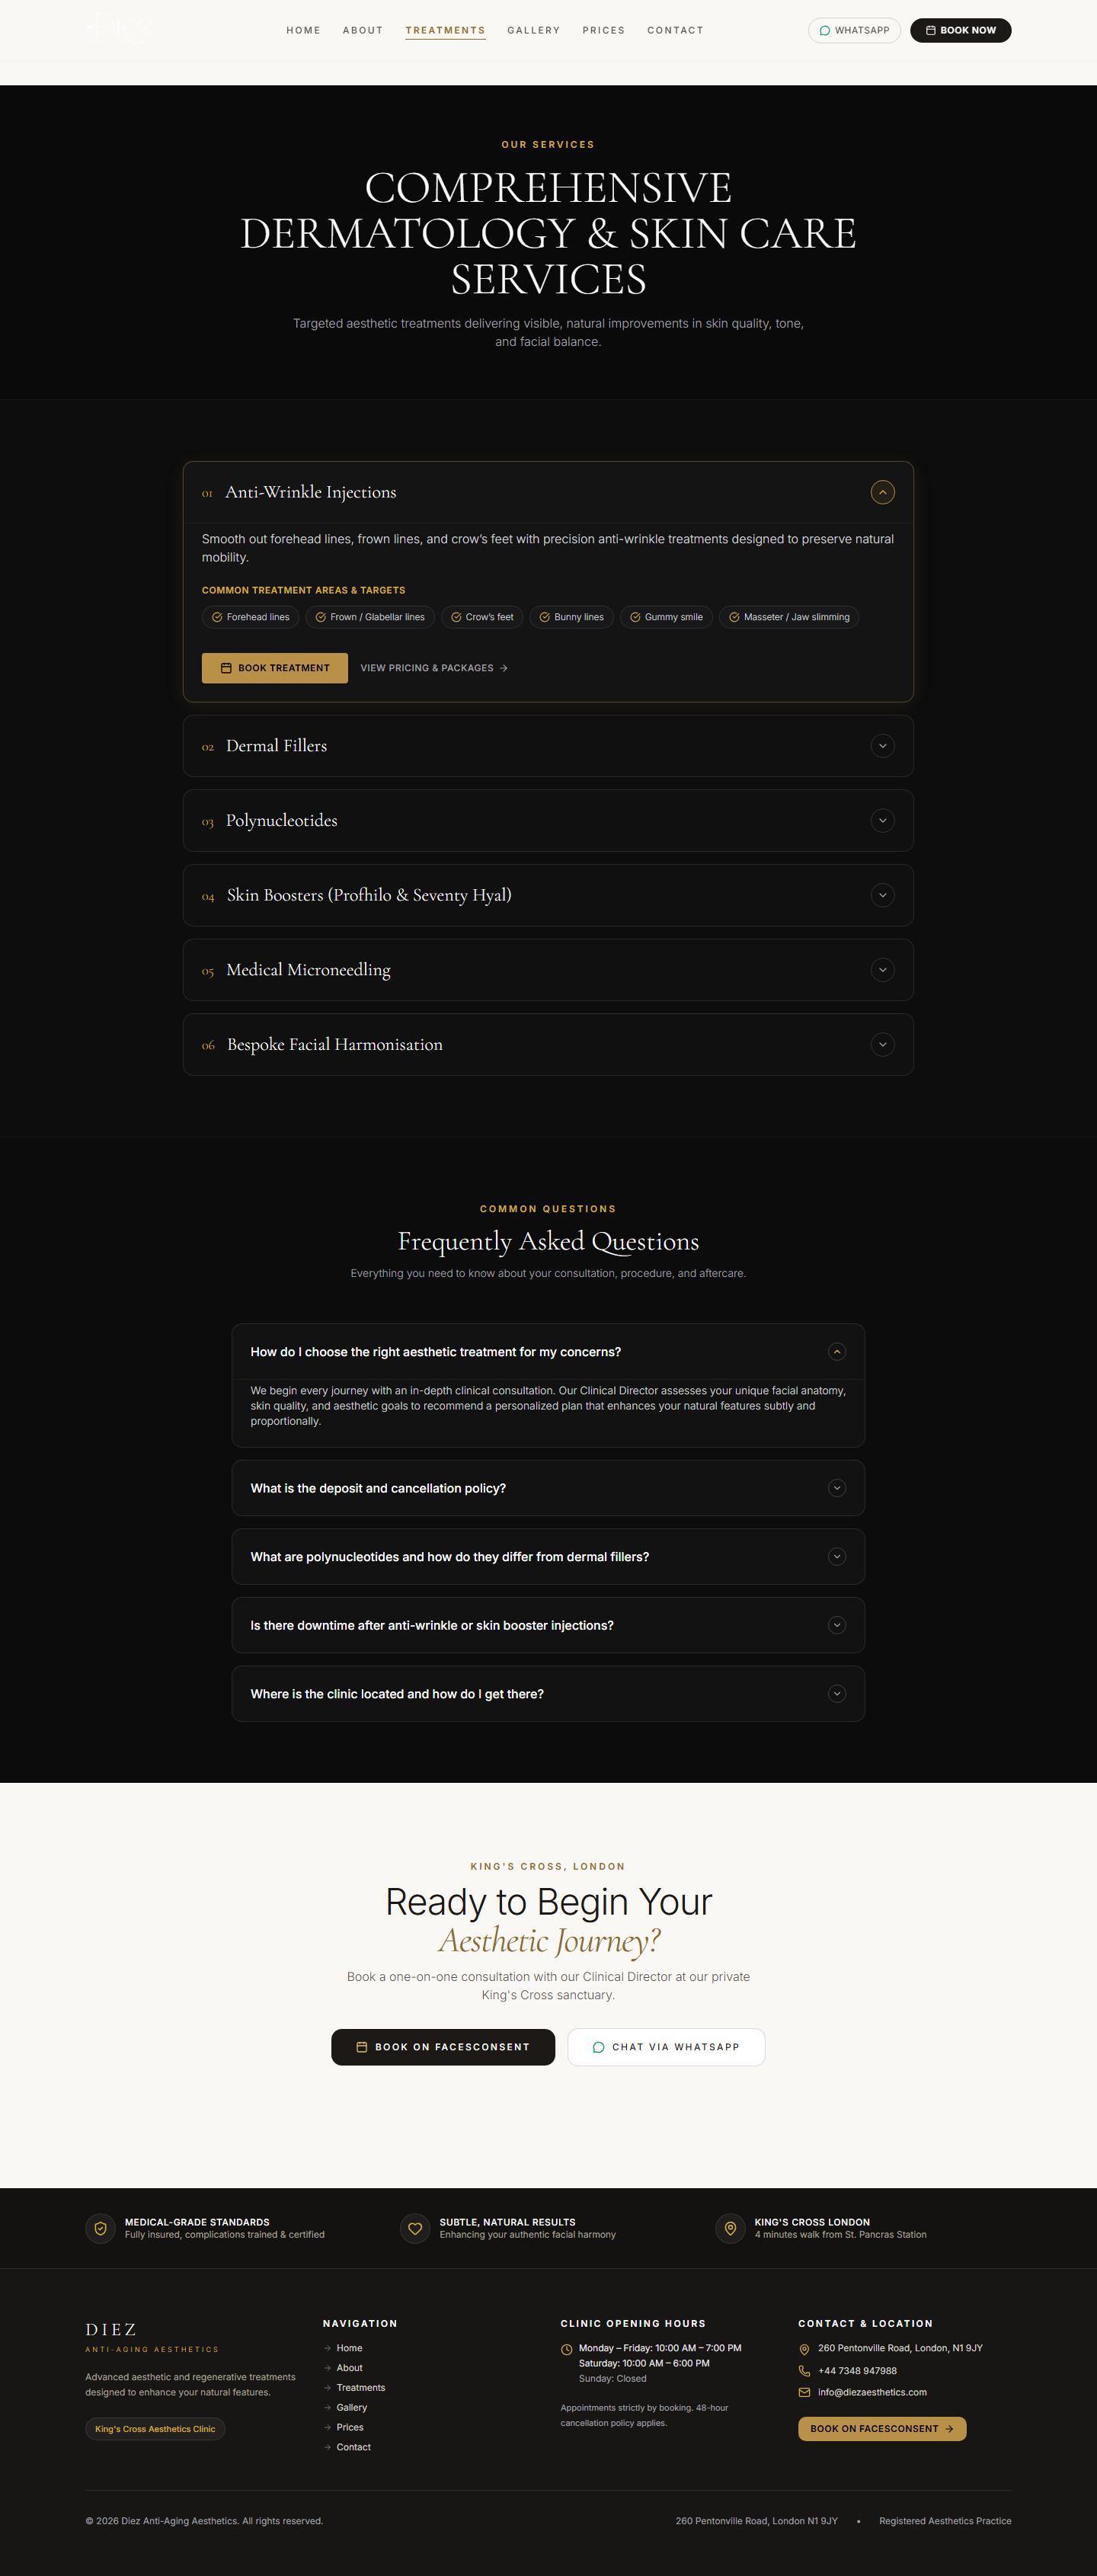 HOME
ABOUT
TREATMENTS
GALLERY
PRICES
CONTACT
WHATSAPP
BOOK NOW
OUR SERVICES
COMPREHENSIVE
DERMATOLOGY & SKIN CARE
SERVICES
Targeted aesthetic treatments delivering visible, natural improvements in skin quality, tone,
and facial balance.
01 Anti-Wrinkle Injections
Smooth out forehead lines, frown lines, and crow's feet with precision anti-wrinkle treatments designed to preserve natural
mobility.
COMMON TREATMENT AREAS & TARGETS
Forehead lines
Frown / Glabellar lines
Crow's feet
Bunny lines
Gummy smile
Masseter / Jaw slimming
BOOK TREATMENT
VIEW PRICING & PACKAGES →
02 Dermal Fillers
03 Polynucleotides
04 Skin Boosters (Profhilo & Seventy Hyal)
05 Medical Microneedling
06 Bespoke Facial Harmonisation
COMMON QUESTIONS
Frequently Asked Questions
Everything you need to know about your consultation, procedure, and aftercare.
How do I choose the right aesthetic treatment for my concerns?
We begin every journey with an in-depth clinical consultation. Our Clinical Director assesses your unique facial anatomy,
skin quality, and aesthetic goals to recommend a personalized plan that enhances your natural features subtly and
proportionally.
What is the deposit and cancellation policy?
What are polynucleotides and how do they differ from dermal fillers?
Is there downtime after anti-wrinkle or skin booster injections?
Where is the clinic located and how do I get there?
KING'S CROSS, LONDON
Ready to Begin Your
Aesthetic Journey?
Book a one-on-one consultation with our Clinical Director at our private
King's Cross sanctuary.
BOOK ON FACESCONSENT
CHAT VIA WHATSAPP
MEDICAL-GRADE STANDARDS
Fully insured, complications trained & certified
SUBTLE, NATURAL RESULTS
Enhancing your authentic facial harmony
KING'S CROSS LONDON
4 minutes walk from St. Pancras Station
DIEZ
ANTI-AGING AESTHETICS
Advanced aesthetic and regenerative treatments
designed to enhance your natural features.
King's Cross Aesthetics Clinic
NAVIGATION
→ Home
→ About
→ Treatments
→ Gallery
→ Prices
→ Contact
CLINIC OPENING HOURS
Monday – Friday: 10:00 AM – 7:00 PM
Saturday: 10:00 AM – 6:00 PM
Sunday: Closed
Appointments strictly by booking. 48-hour
cancellation policy applies.
CONTACT & LOCATION
260 Pentonville Road, London, N1 9JY
+44 7348 947988
info@diezaesthetics.com
BOOK ON FACESCONSENT →
© 2026 Diez Anti-Aging Aesthetics. All rights reserved.
260 Pentonville Road, London N1 9JY • Registered Aesthetics Practice